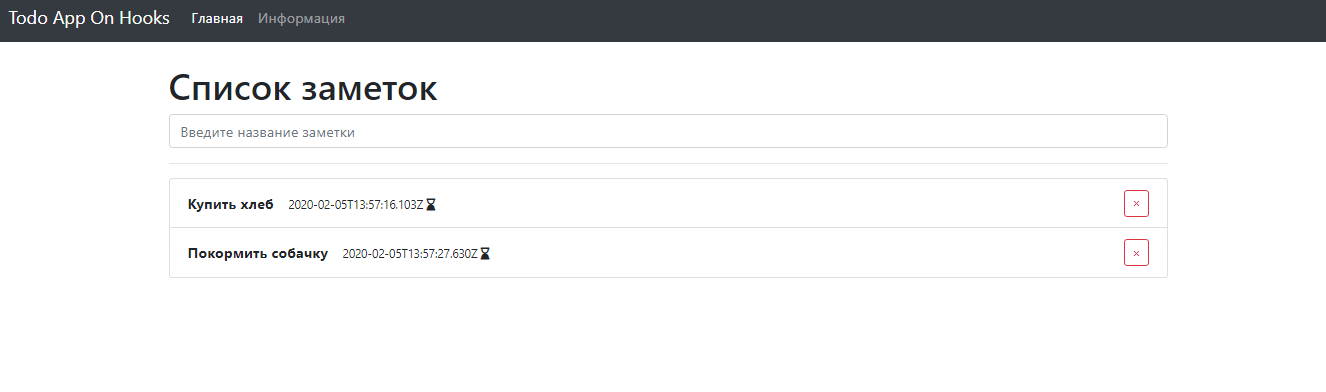 Todo App On Hooks Главная Информация
Список заметок
Введите название заметки
Купить хлеб 2020-02-05T13:57:16.103Z ×
Покормить собачку 2020-02-05T13:57:27.630Z ×